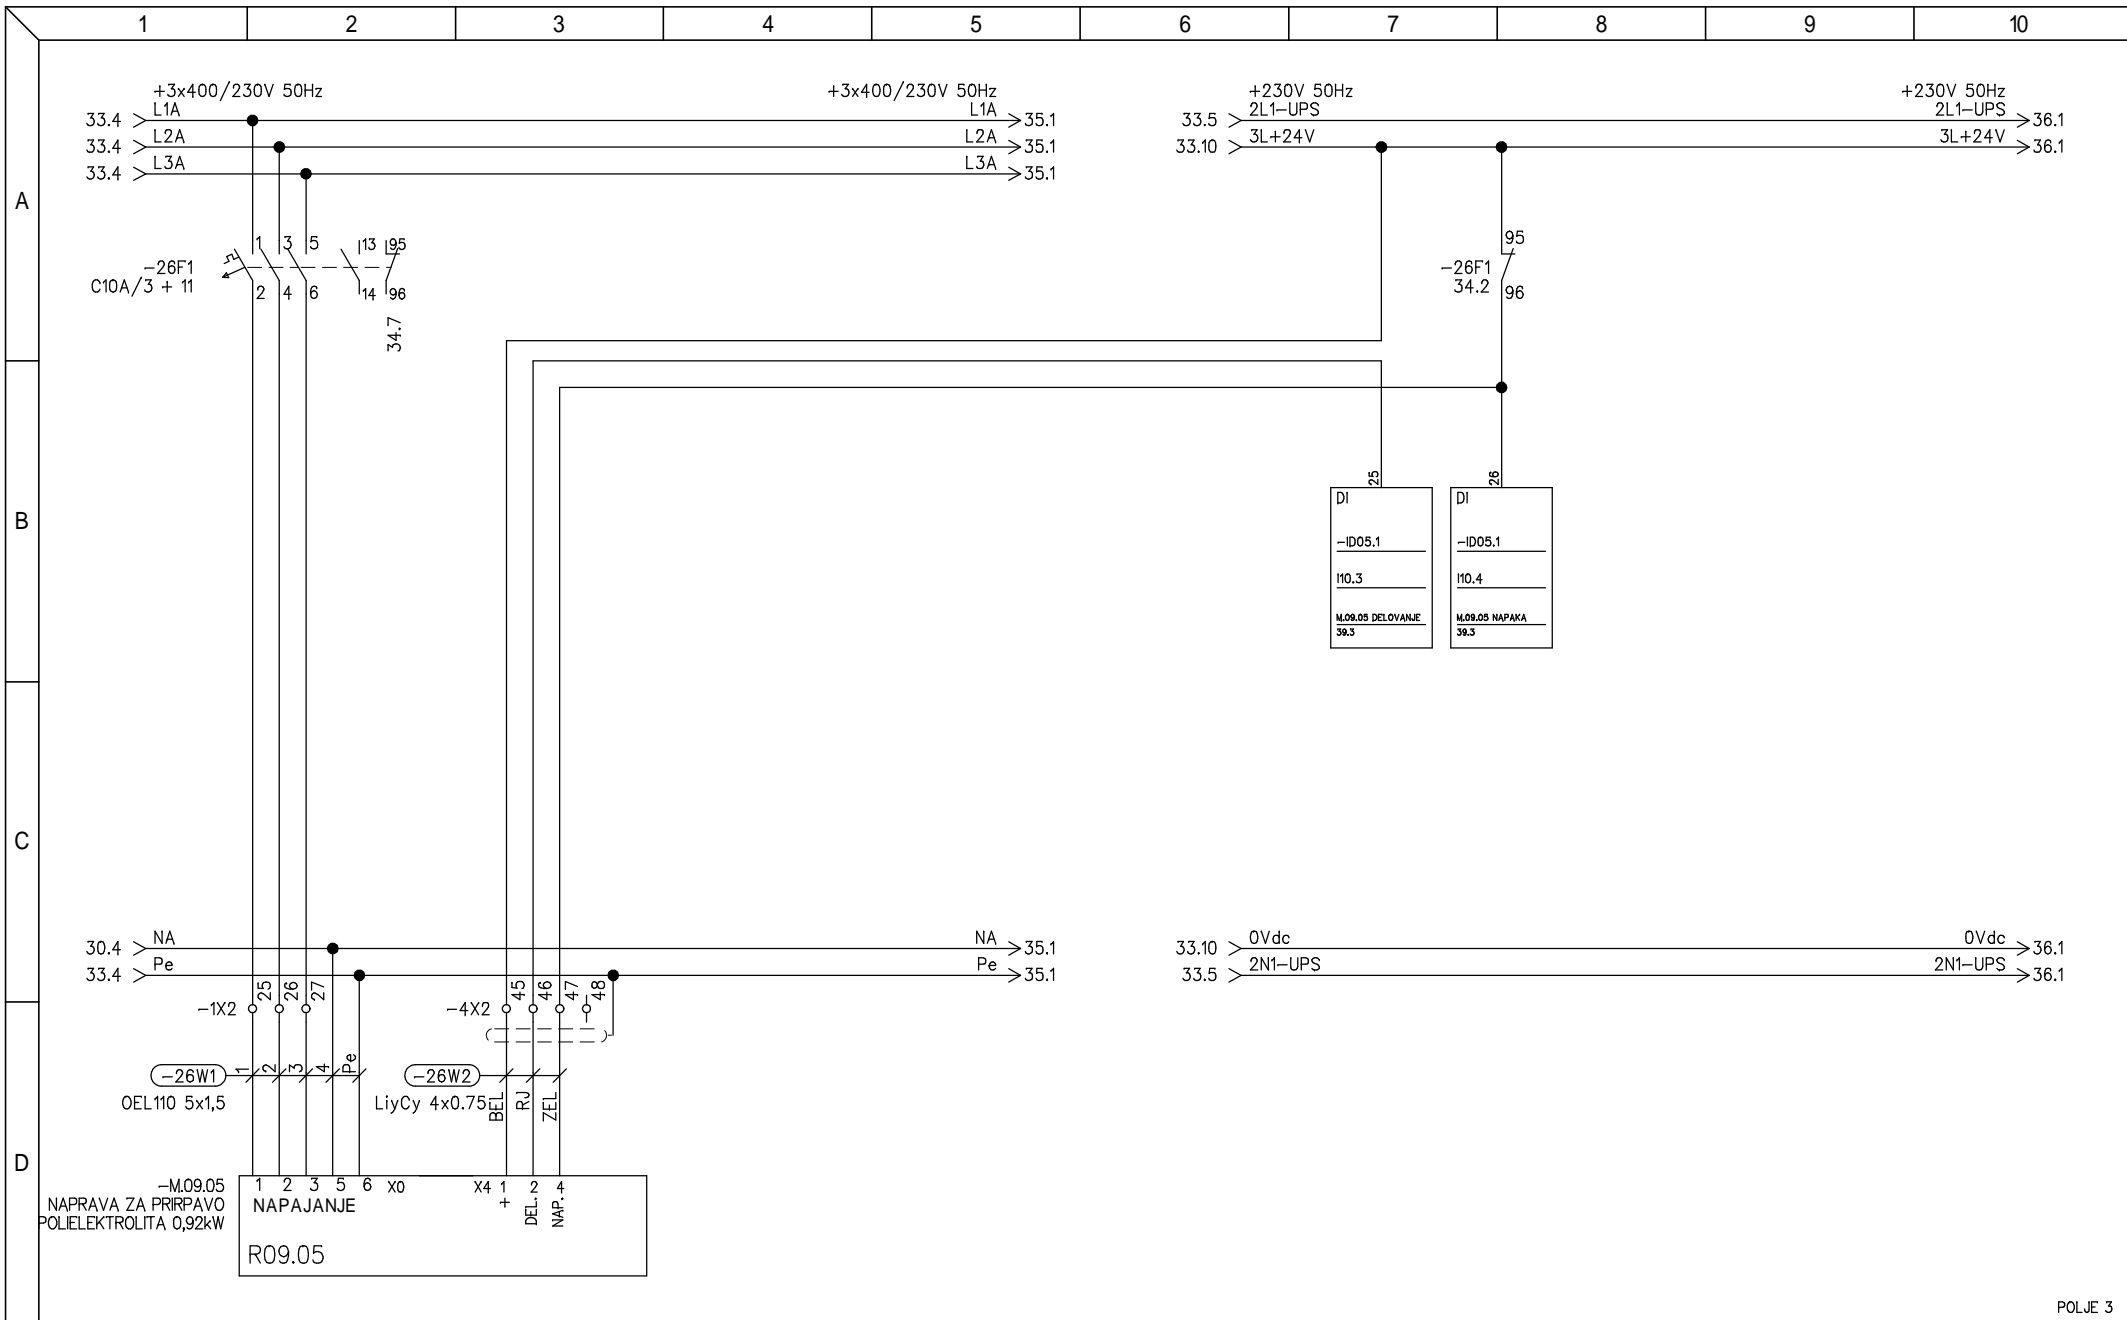 1 2 3 4 5 6 7 8 9 10
+3x400/230V 50Hz +3x400/230V 50Hz +230V 50Hz +230V 50Hz
33.4 L1A L1A 35.1 33.5 2L1-UPS 2L1-UPS 36.1
33.4 L2A L2A 35.1 33.10 3L+24V 3L+24V 36.1
33.4 L3A L3A 35.1
A
1 3 5 13 95
-26F1
C10A/3 + 11
2 4 6 14 96
34.7
95
-26F1
34.2
96
B
25 26
DI
-ID05.1
I10.3
M.09.05 DELOVANJE
39.3
DI
-ID05.1
I10.4
M.09.05 NAPAKA
39.3
C
30.4 NA NA 35.1 33.10 0Vdc 0Vdc 36.1
33.4 Pe Pe 35.1 33.5 2N1-UPS 2N1-UPS 36.1
-1X2 25 26 27
-4X2 45 46 47 48
D
-26W1 1 2 3 4 Pe
OEL110 5x1,5
-26W2
LiyCy 4x0.75 BEL RJ ZEL
-M.09.05
NAPRAVA ZA PRIRPAVO
POLIELEKTROLITA 0,92kW
1 2 3 5 6 X0 X4 1 2 4
NAPAJANJE + DEL. NAP.
R09.05
POLJE 3